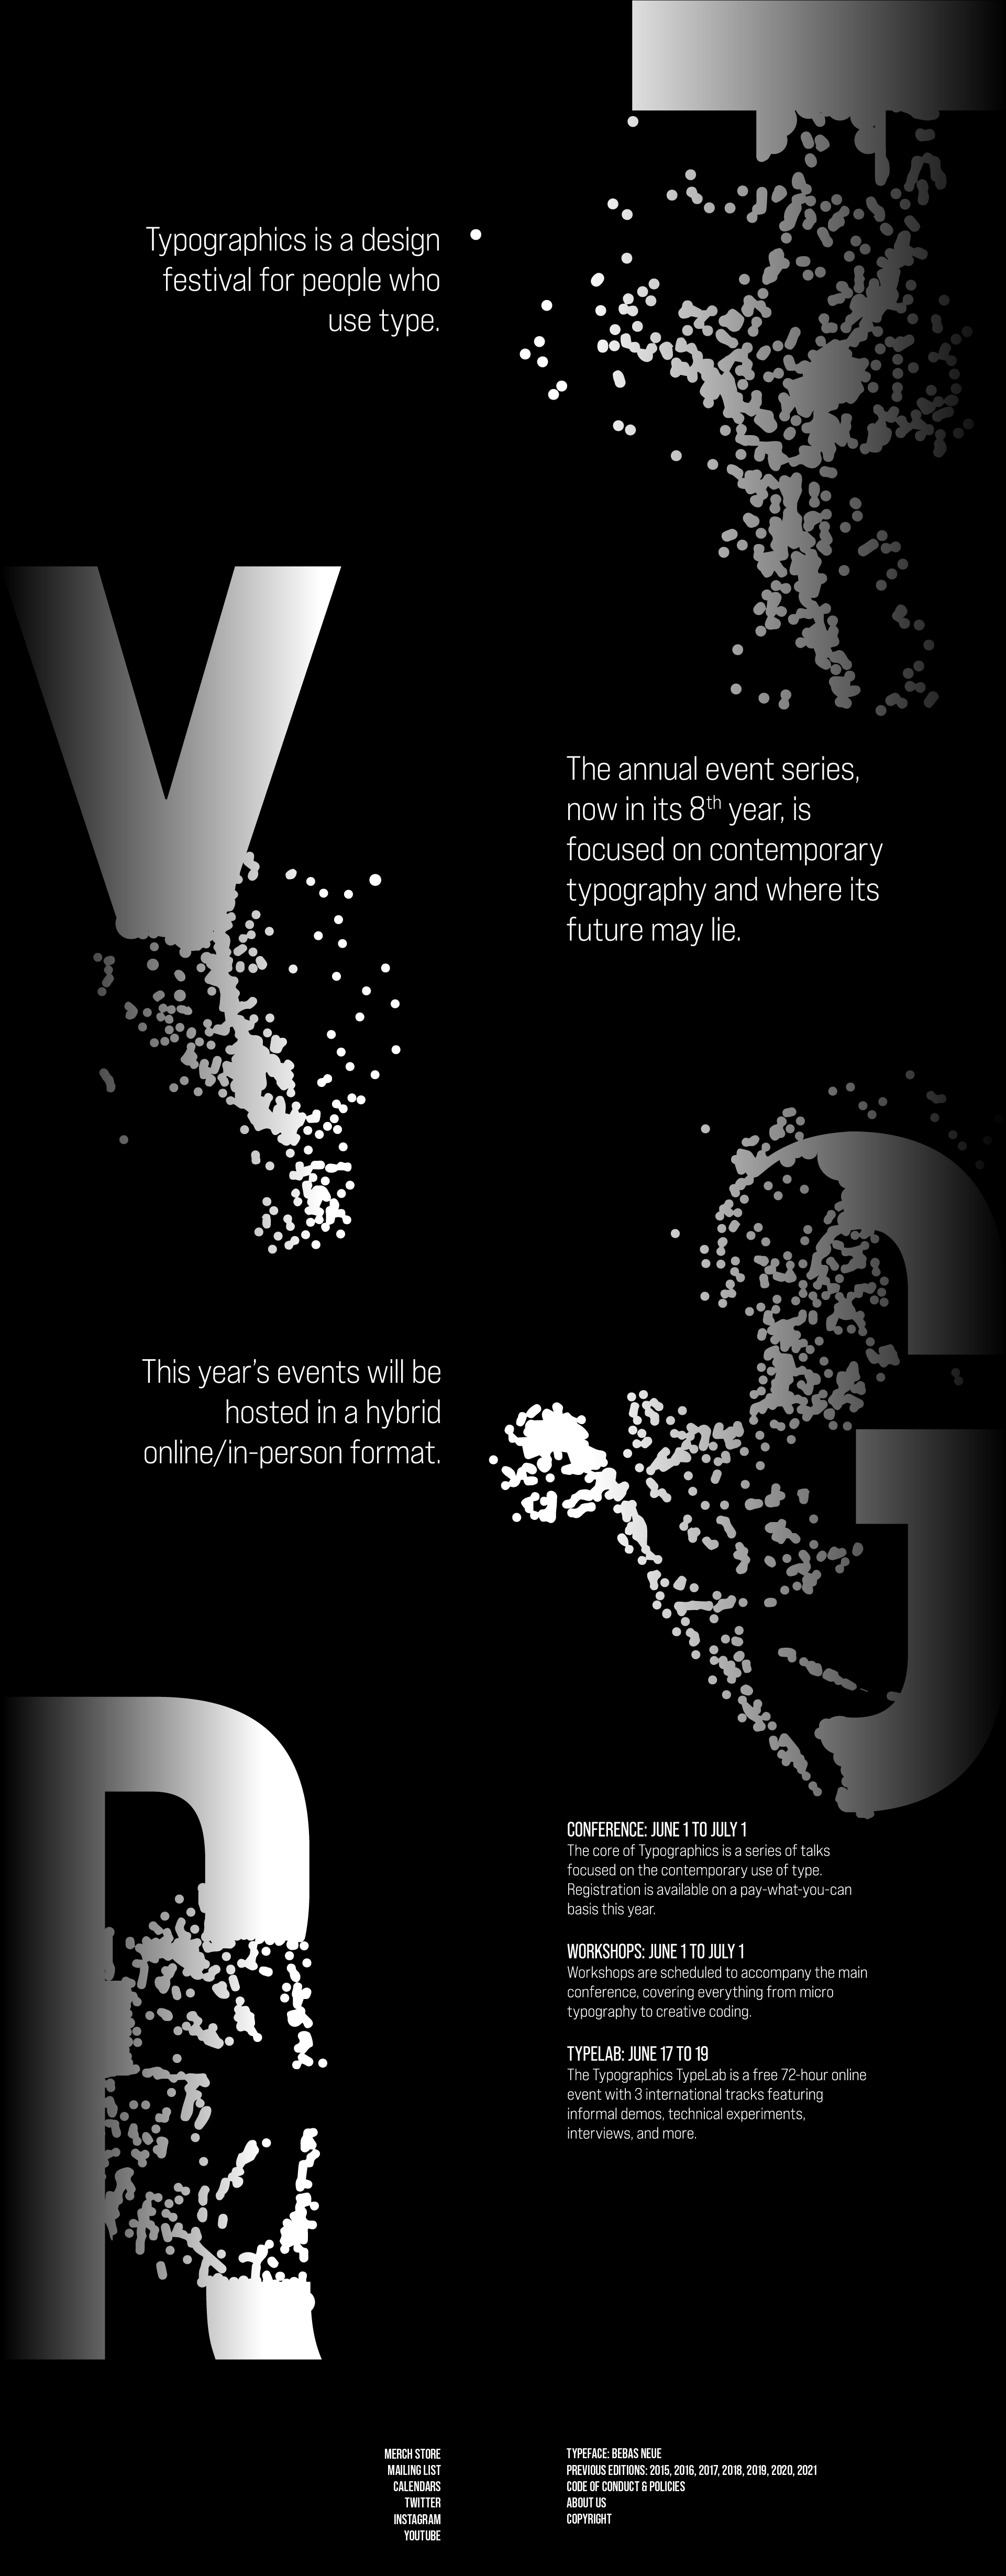 T
Typographics is a design
festival for people who
use type.
Y
The annual event series,
now in its 8th year, is
focused on contemporary
typography and where its
future may lie.
G
This year’s events will be
hosted in a hybrid
online/in-person format.
R
CONFERENCE: JUNE 1 TO JULY 1
The core of Typographics is a series of talks
focused on the contemporary use of type.
Registration is available on a pay-what-you-can
basis this year.
WORKSHOPS: JUNE 1 TO JULY 1
Workshops are scheduled to accompany the main
conference, covering everything from micro
typography to creative coding.
TYPELAB: JUNE 17 TO 19
The Typographics TypeLab is a free 72-hour online
event with 3 international tracks featuring
informal demos, technical experiments,
interviews, and more.
MERCH STORE
MAILING LIST
CALENDARS
TWITTER
INSTAGRAM
YOUTUBE
TYPEFACE: BEBAS NEUE
PREVIOUS EDITIONS: 2015, 2016, 2017, 2018, 2019, 2020, 2021
CODE OF CONDUCT & POLICIES
ABOUT US
COPYRIGHT